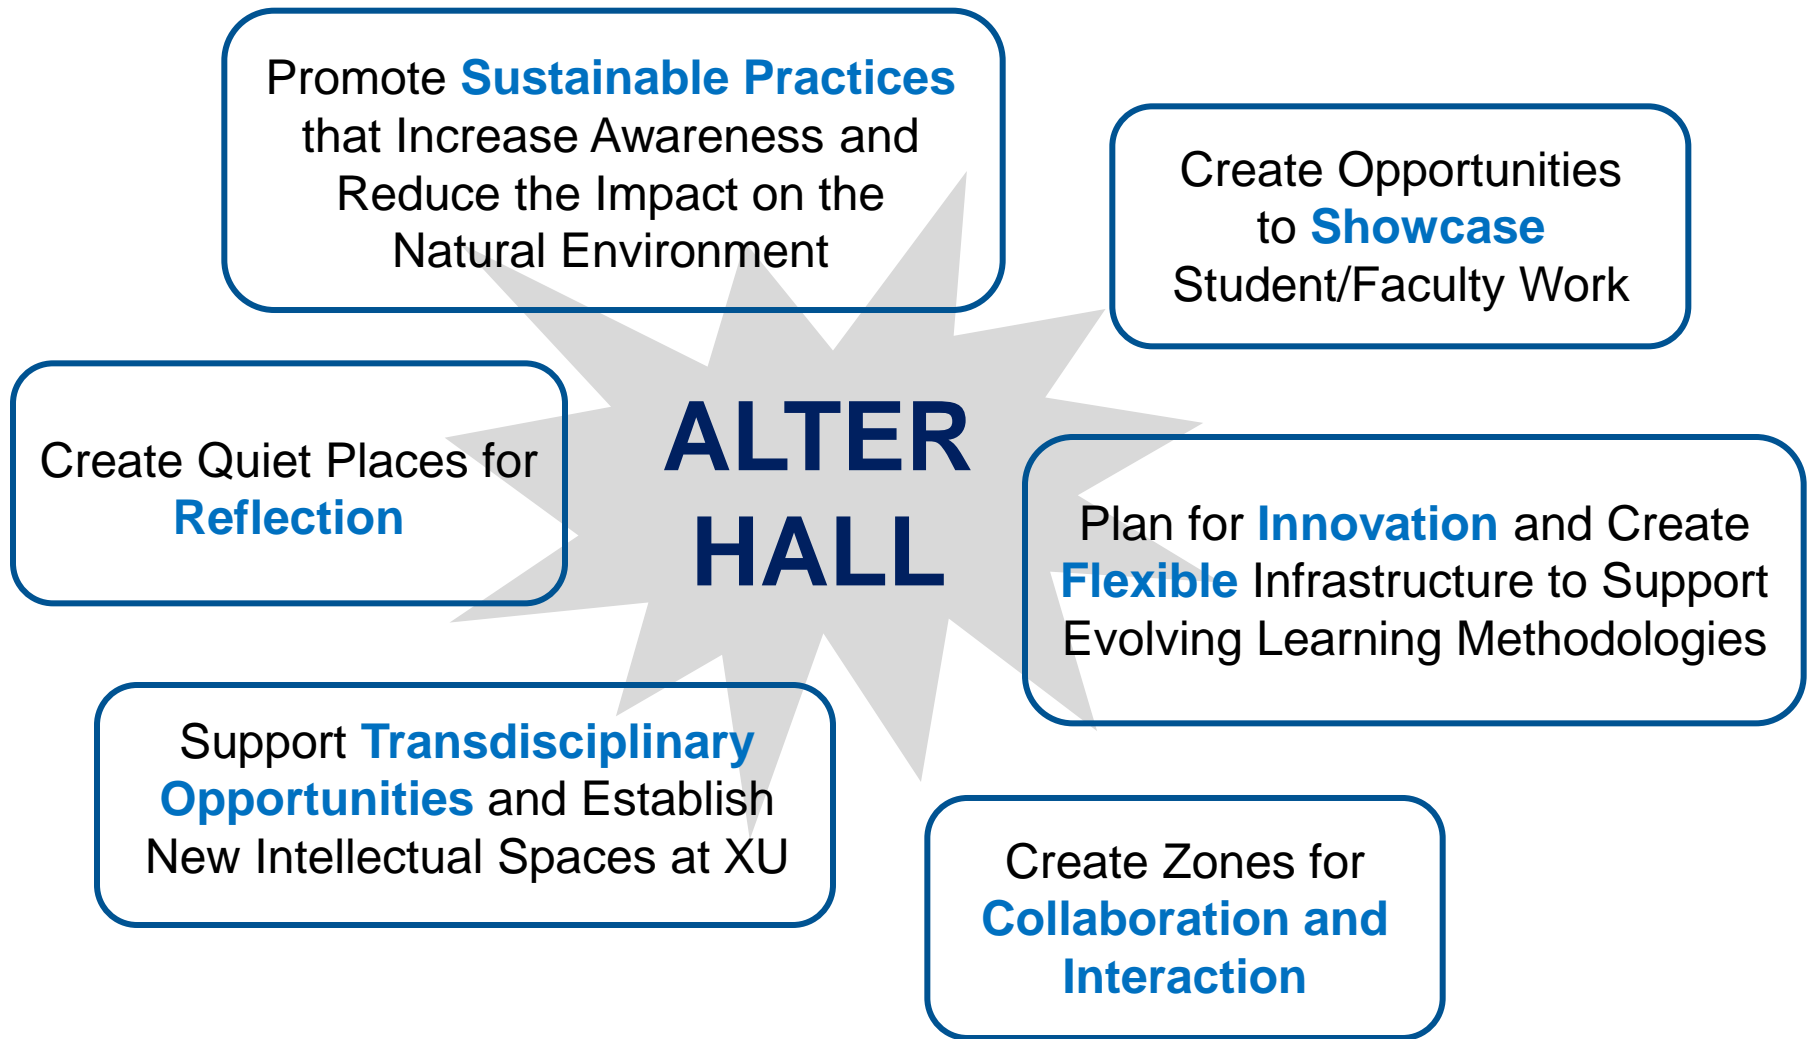 Promote Sustainable Practices
that Increase Awareness and
Reduce the Impact on the
Natural Environment
Create Opportunities
to Showcase
Student/Faculty Work
Create Quiet Places for
Reflection
ALTER
HALL
Plan for Innovation and Create
Flexible Infrastructure to Support
Evolving Learning Methodologies
Support Transdisciplinary
Opportunities and Establish
New Intellectual Spaces at XU
Create Zones for
Collaboration and
Interaction